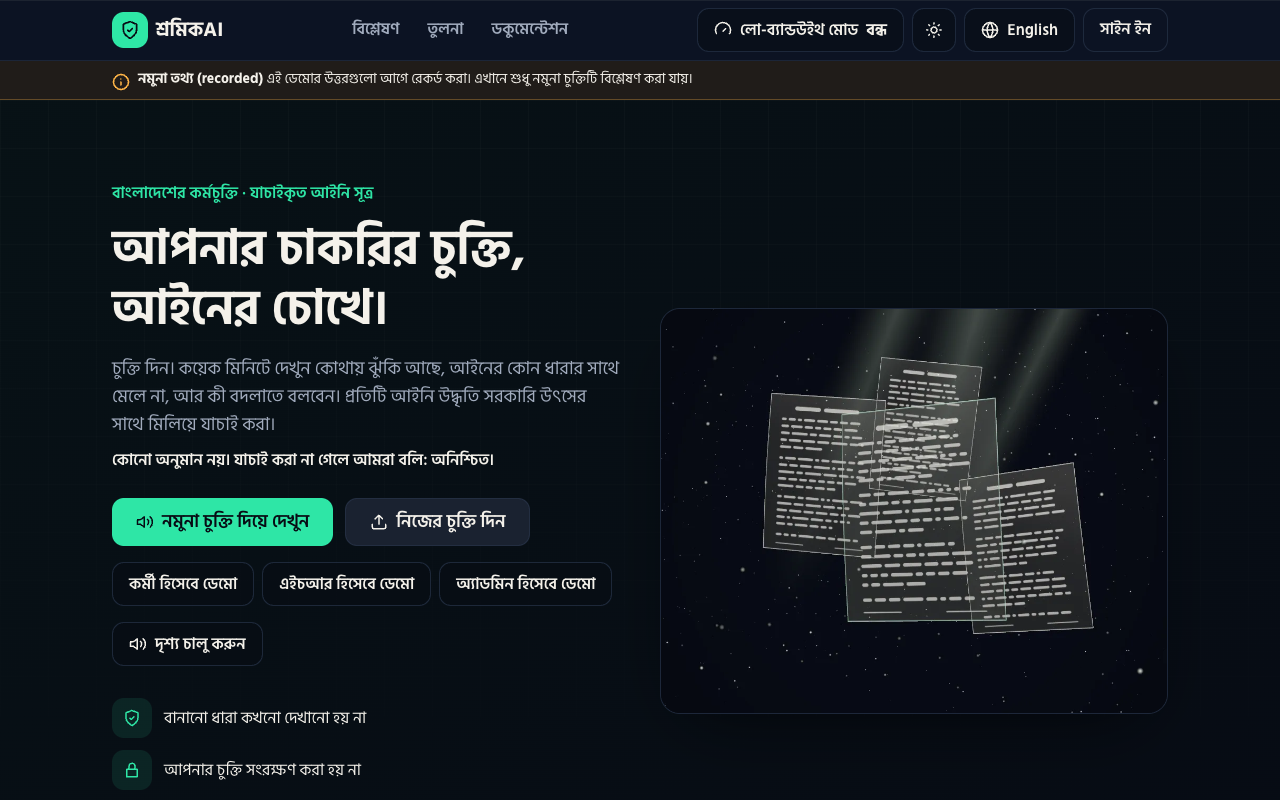 শ্রমিকAI
বিশ্লেষণ
তুলনা
ডকুমেন্টেশন
লো-ব্যান্ডউইথ মোড বন্ধ
English
সাইন ইন
নমুনা তথ্য (recorded) এই ডেমোর উত্তরগুলো আগে রেকর্ড করা। এখানে শুধু নমুনা চুক্তিটি বিশ্লেষণ করা যায়।
বাংলাদেশের কর্মচুক্তি · যাচাইকৃত আইনি সূত্র
আপনার চাকরির চুক্তি,
আইনের চোখে।
চুক্তি দিন। কয়েক মিনিটে দেখুন কোথায় ঝুঁকি আছে, আইনের কোন ধারার সাথে
মেলে না, আর কী বদলাতে বলবেন। প্রতিটি আইনি উদ্ধৃতি সরকারি উৎসের
সাথে মিলিয়ে যাচাই করা।
কোনো অনুমান নয়। যাচাই করা না গেলে আমরা বলি: অনিশ্চিত।
নমুনা চুক্তি দিয়ে দেখুন
নিজের চুক্তি দিন
কর্মী হিসেবে ডেমো
এইচআর হিসেবে ডেমো
অ্যাডমিন হিসেবে ডেমো
দৃশ্য চালু করুন
বানানো ধারা কখনো দেখানো হয় না
আপনার চুক্তি সংরক্ষণ করা হয় না